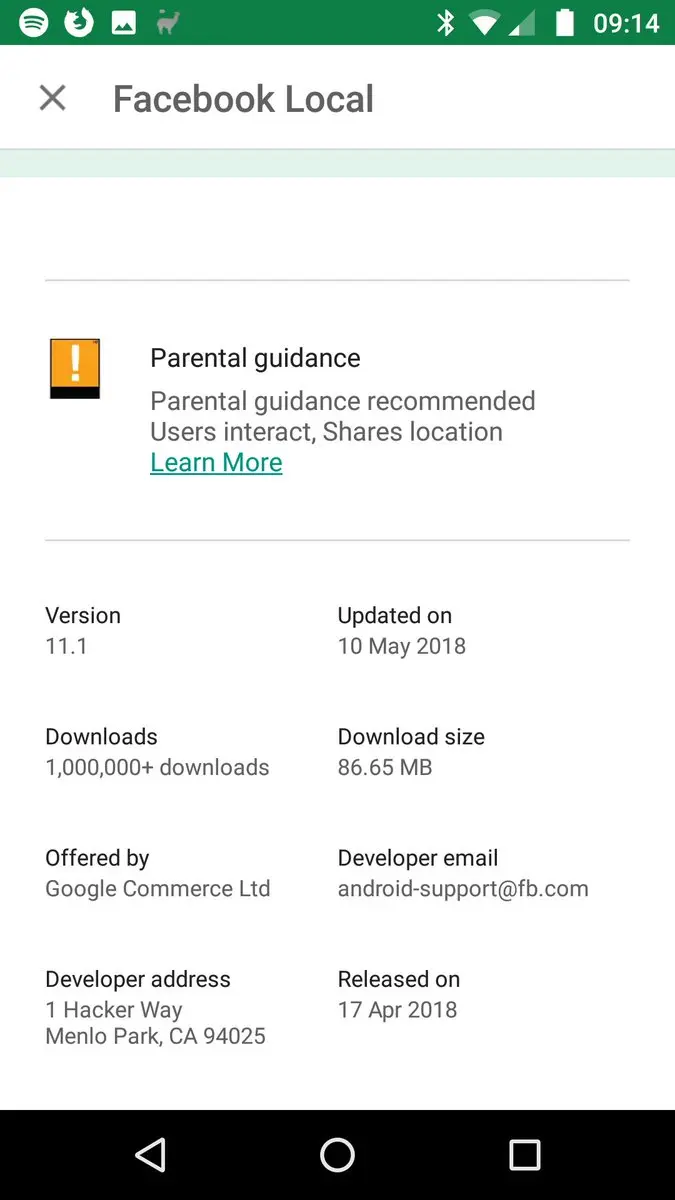 09:14
Facebook Local
!
Parental guidance
Parental guidance recommended
Users interact, Shares location
Learn More
Version
11.1
Updated on
10 May 2018
Downloads
1,000,000+ downloads
Download size
86.65 MB
Offered by
Google Commerce Ltd
Developer email
android-support@fb.com
Developer address
1 Hacker Way
Menlo Park, CA 94025
Released on
17 Apr 2018